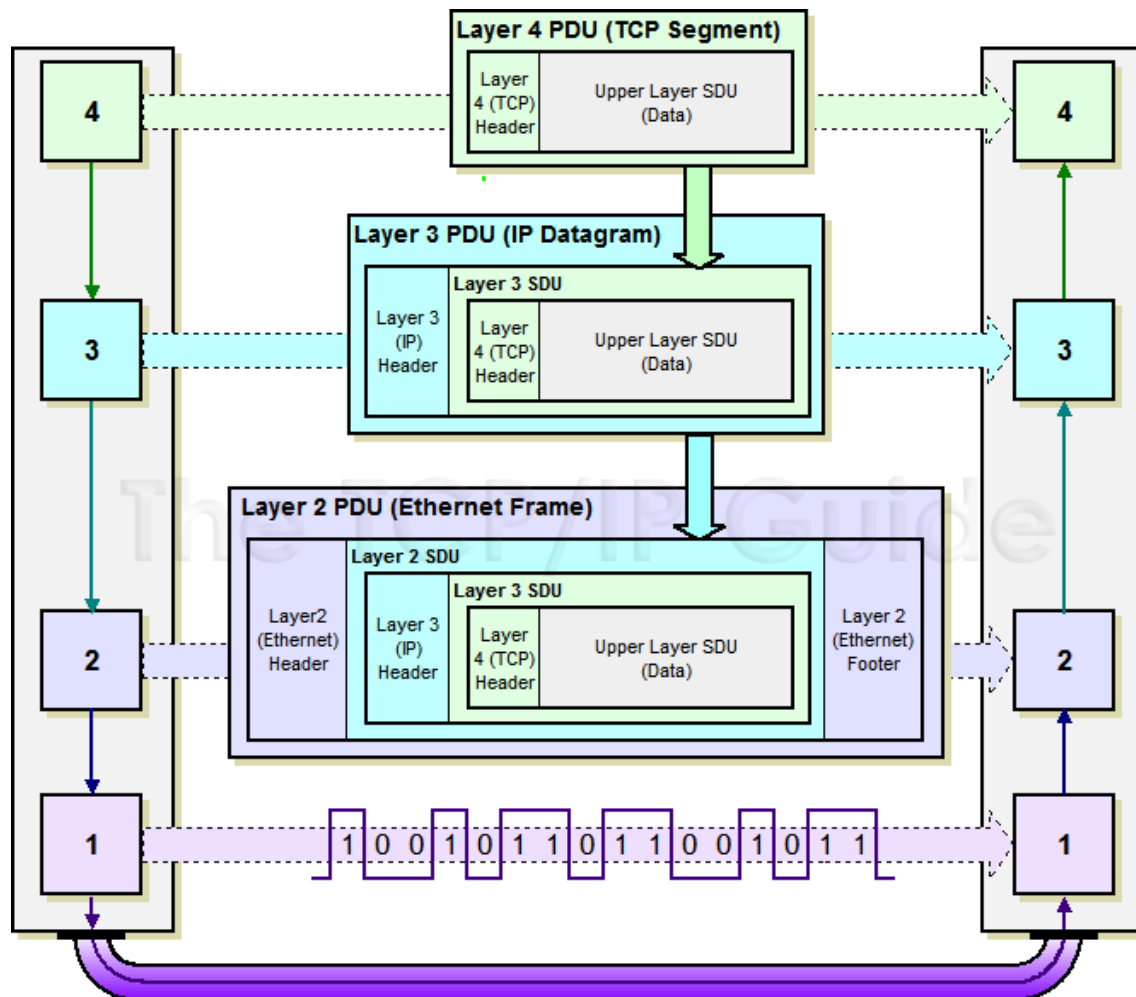 Layer 4 PDU (TCP Segment)
Layer
4 (TCP)
Header
Upper Layer SDU
(Data)
4
4
Layer 3 PDU (IP Datagram)
Layer 3 SDU
Layer 3
(IP)
Header
Layer
4 (TCP)
Header
Upper Layer SDU
(Data)
3
3
The TCP/IP Guide
Layer 2 PDU (Ethernet Frame)
Layer 2 SDU
Layer 3 SDU
Layer2
(Ethernet)
Header
Layer 3
(IP)
Header
Layer
4 (TCP)
Header
Upper Layer SDU
(Data)
Layer 2
(Ethernet)
Footer
2
2
1
1 0 0 1 0 1 1 0 1 1 0 0 1 0 1 1
1